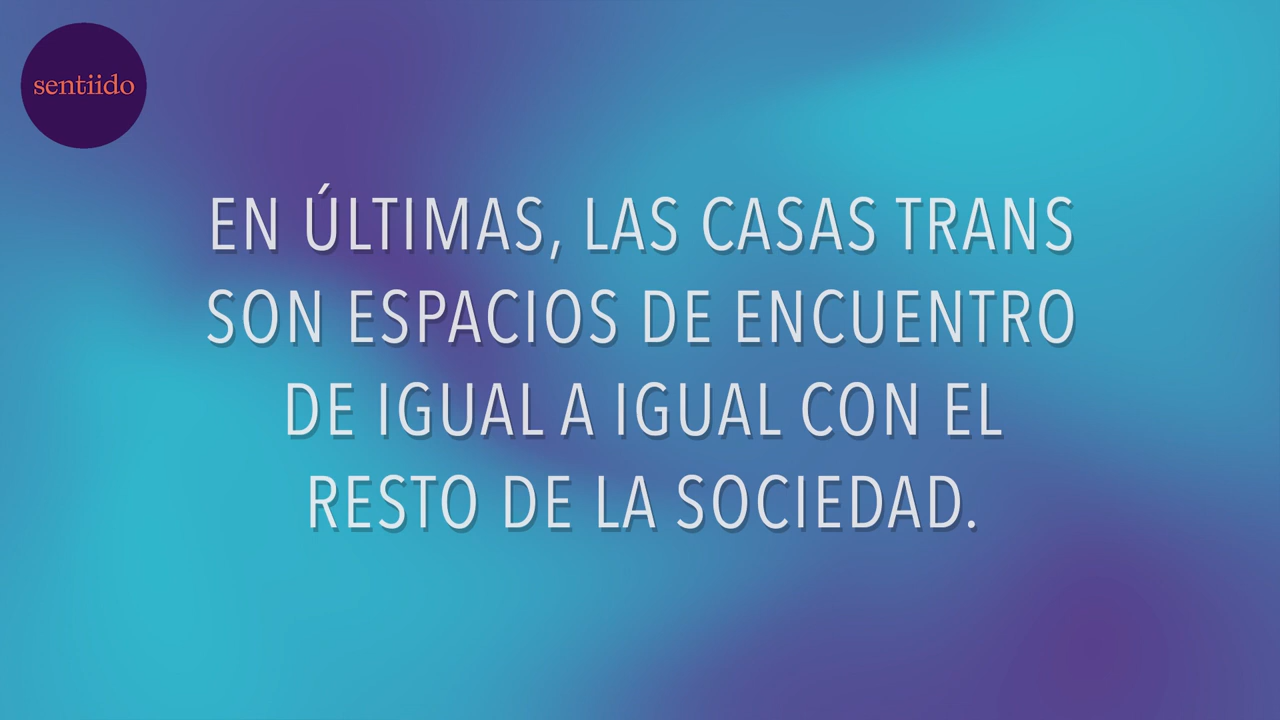 sentiido
EN ÚLTIMAS, LAS CASAS TRANS
SON ESPACIOS DE ENCUENTRO
DE IGUAL A IGUAL CON EL
RESTO DE LA SOCIEDAD.